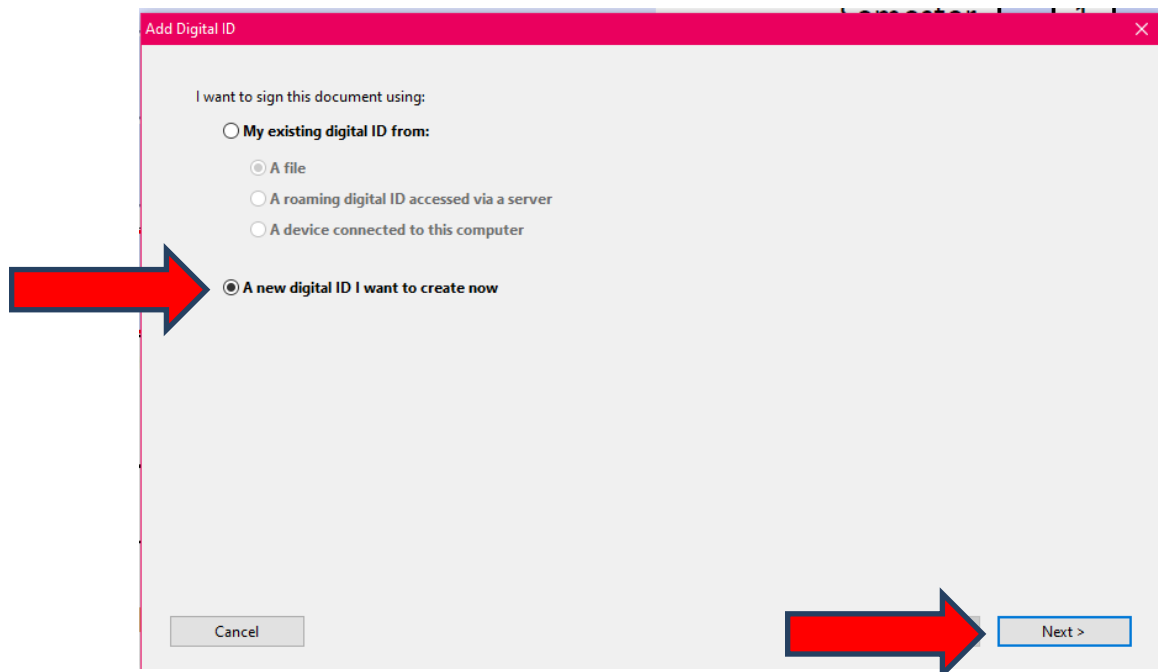 Add Digital ID
I want to sign this document using:
My existing digital ID from:
A file
A roaming digital ID accessed via a server
A device connected to this computer
A new digital ID I want to create now
Cancel
Next >